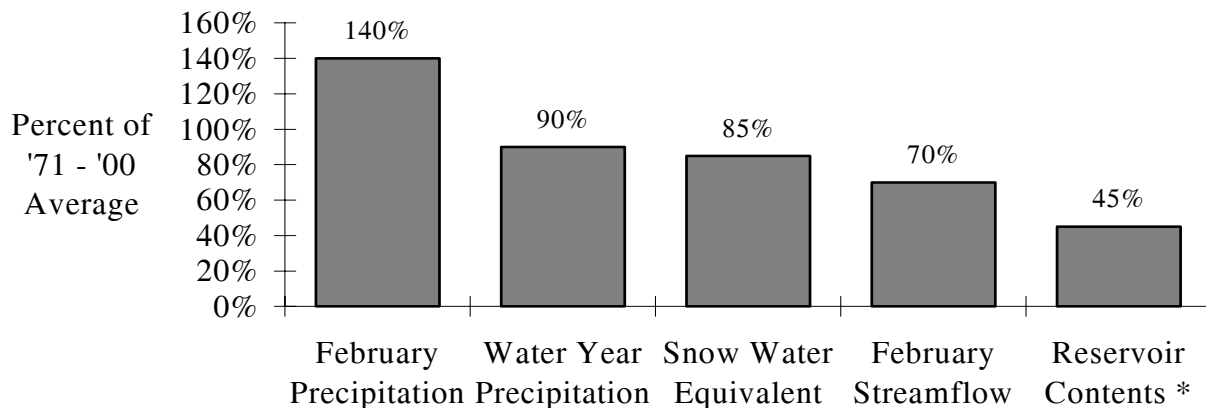 160%
140%
120%
100%
80%
60%
40%
20%
0%
Percent of
'71 - '00
Average
140%
90%
85%
70%
45%
February
Precipitation
Water Year
Precipitation
Snow Water
Equivalent
February
Streamflow
Reservoir
Contents *